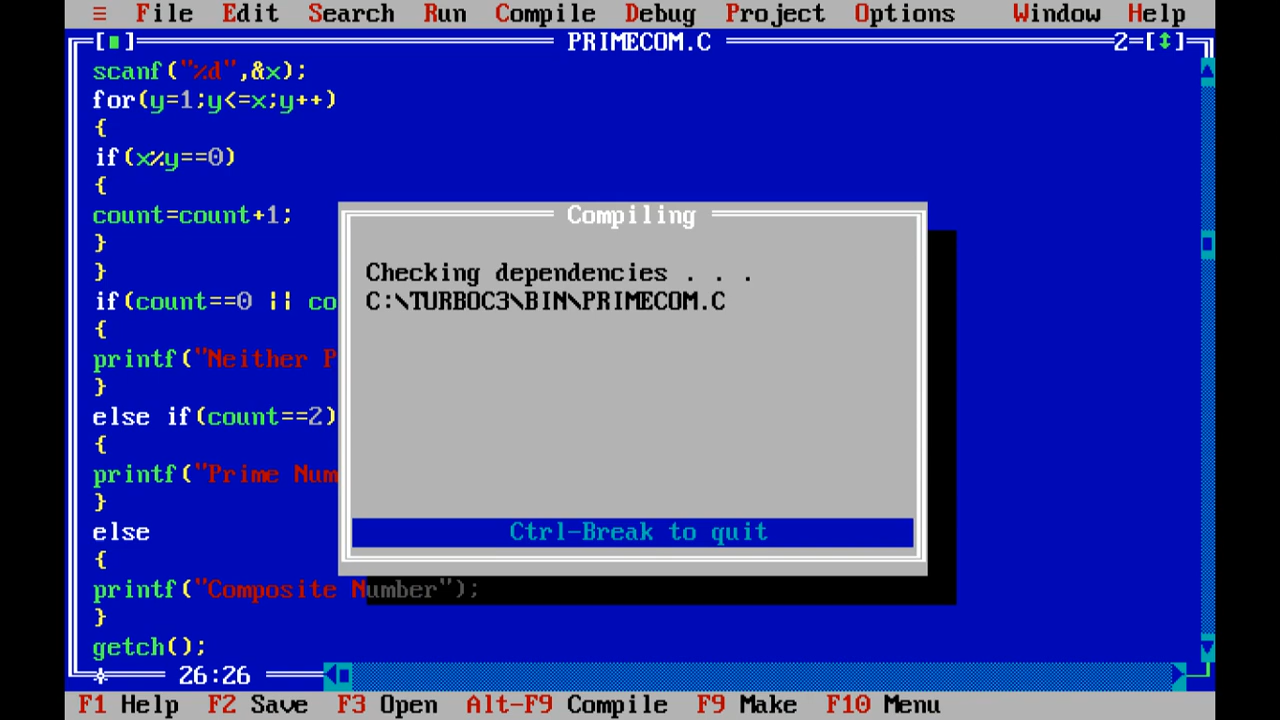 ≡ File Edit Search Run Compile Debug Project Options Window Help
[■] PRIMECOM.C 2=[↕]
scanf("%d",&x);
for(y=1;y<=x;y++)
{
if(x%y==0)
{
count=count+1;
}
}
if(count==0 || co
{
printf("Neither P
}
else if(count==2)
{
printf("Prime Num
}
else
{
printf("Composite Number");
}
getch();
Compiling
Checking dependencies . . .
C:\TURBOC3\BIN\PRIMECOM.C
Ctrl-Break to quit
26:26
F1 Help F2 Save F3 Open Alt-F9 Compile F9 Make F10 Menu